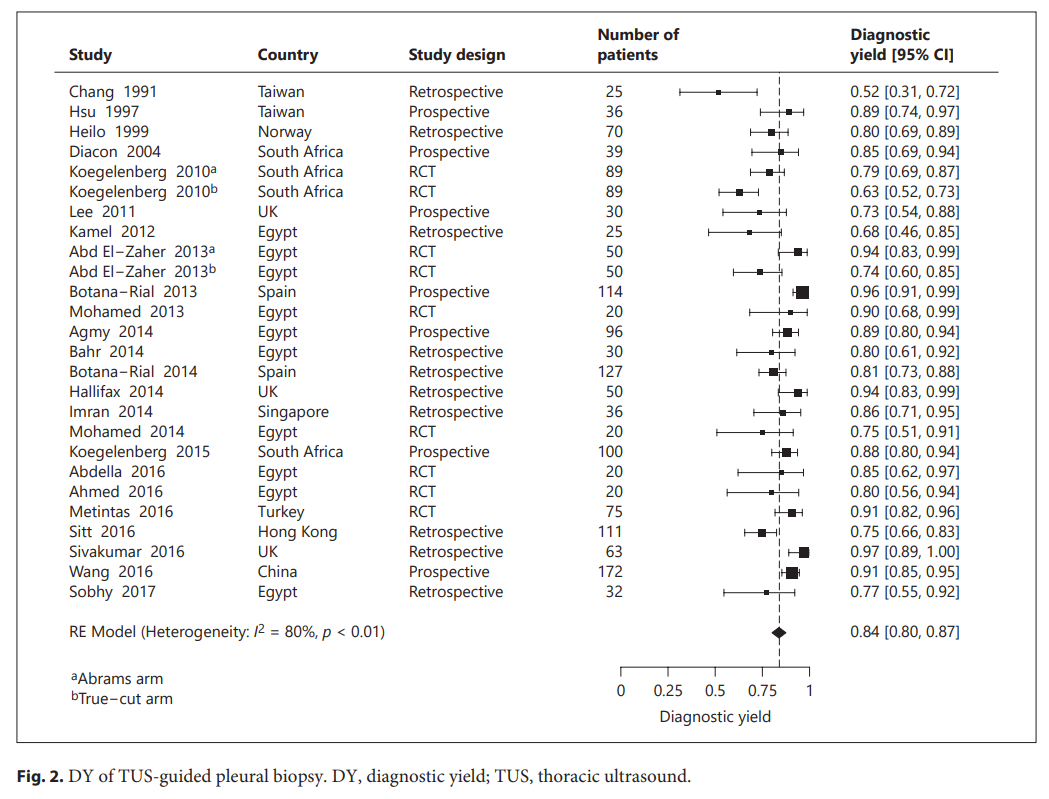 Study Country Study design Number of patients Diagnostic yield [95% CI]
Chang 1991 Taiwan Retrospective 25 0.52 [0.31, 0.72]
Hsu 1997 Taiwan Prospective 36 0.89 [0.74, 0.97]
Heilo 1999 Norway Retrospective 70 0.80 [0.69, 0.89]
Diacon 2004 South Africa Prospective 39 0.85 [0.69, 0.94]
Koegelenberg 2010a South Africa RCT 89 0.79 [0.69, 0.87]
Koegelenberg 2010b South Africa RCT 89 0.63 [0.52, 0.73]
Lee 2011 UK Prospective 30 0.73 [0.54, 0.88]
Kamel 2012 Egypt Retrospective 25 0.68 [0.46, 0.85]
Abd El−Zaher 2013a Egypt RCT 50 0.94 [0.83, 0.99]
Abd El−Zaher 2013b Egypt RCT 50 0.74 [0.60, 0.85]
Botana−Rial 2013 Spain Prospective 114 0.96 [0.91, 0.99]
Mohamed 2013 Egypt RCT 20 0.90 [0.68, 0.99]
Agmy 2014 Egypt Prospective 96 0.89 [0.80, 0.94]
Bahr 2014 Egypt Retrospective 30 0.80 [0.61, 0.92]
Botana−Rial 2014 Spain Retrospective 127 0.81 [0.73, 0.88]
Hallifax 2014 UK Retrospective 50 0.94 [0.83, 0.99]
Imran 2014 Singapore Retrospective 36 0.86 [0.71, 0.95]
Mohamed 2014 Egypt RCT 20 0.75 [0.51, 0.91]
Koegelenberg 2015 South Africa Prospective 100 0.88 [0.80, 0.94]
Abdella 2016 Egypt RCT 20 0.85 [0.62, 0.97]
Ahmed 2016 Egypt RCT 20 0.80 [0.56, 0.94]
Metintas 2016 Turkey RCT 75 0.91 [0.82, 0.96]
Sitt 2016 Hong Kong Retrospective 111 0.75 [0.66, 0.83]
Sivakumar 2016 UK Retrospective 63 0.97 [0.89, 1.00]
Wang 2016 China Prospective 172 0.91 [0.85, 0.95]
Sobhy 2017 Egypt Retrospective 32 0.77 [0.55, 0.92]
RE Model (Heterogeneity: I2 = 80%, p < 0.01) 0.84 [0.80, 0.87]
aAbrams arm
bTrue−cut arm
0 0.25 0.5 0.75 1
Diagnostic yield
Fig. 2. DY of TUS-guided pleural biopsy. DY, diagnostic yield; TUS, thoracic ultrasound.